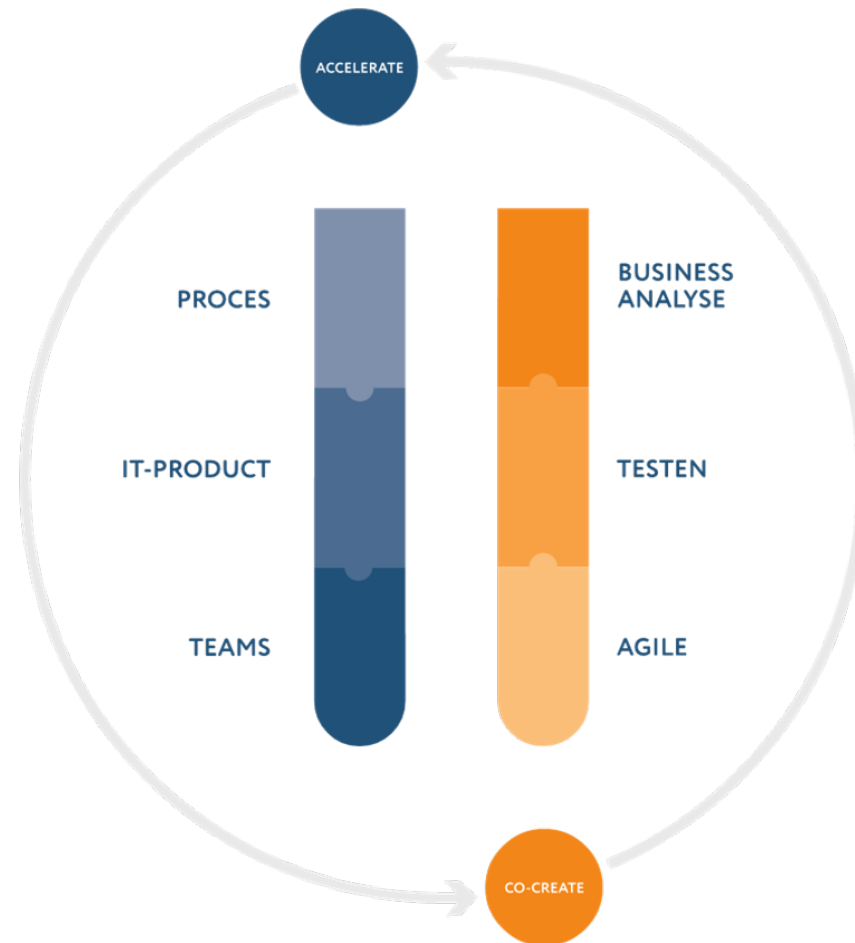 ACCELERATE
PROCES
BUSINESS
ANALYSE
IT-PRODUCT
TESTEN
TEAMS
AGILE
CO-CREATE